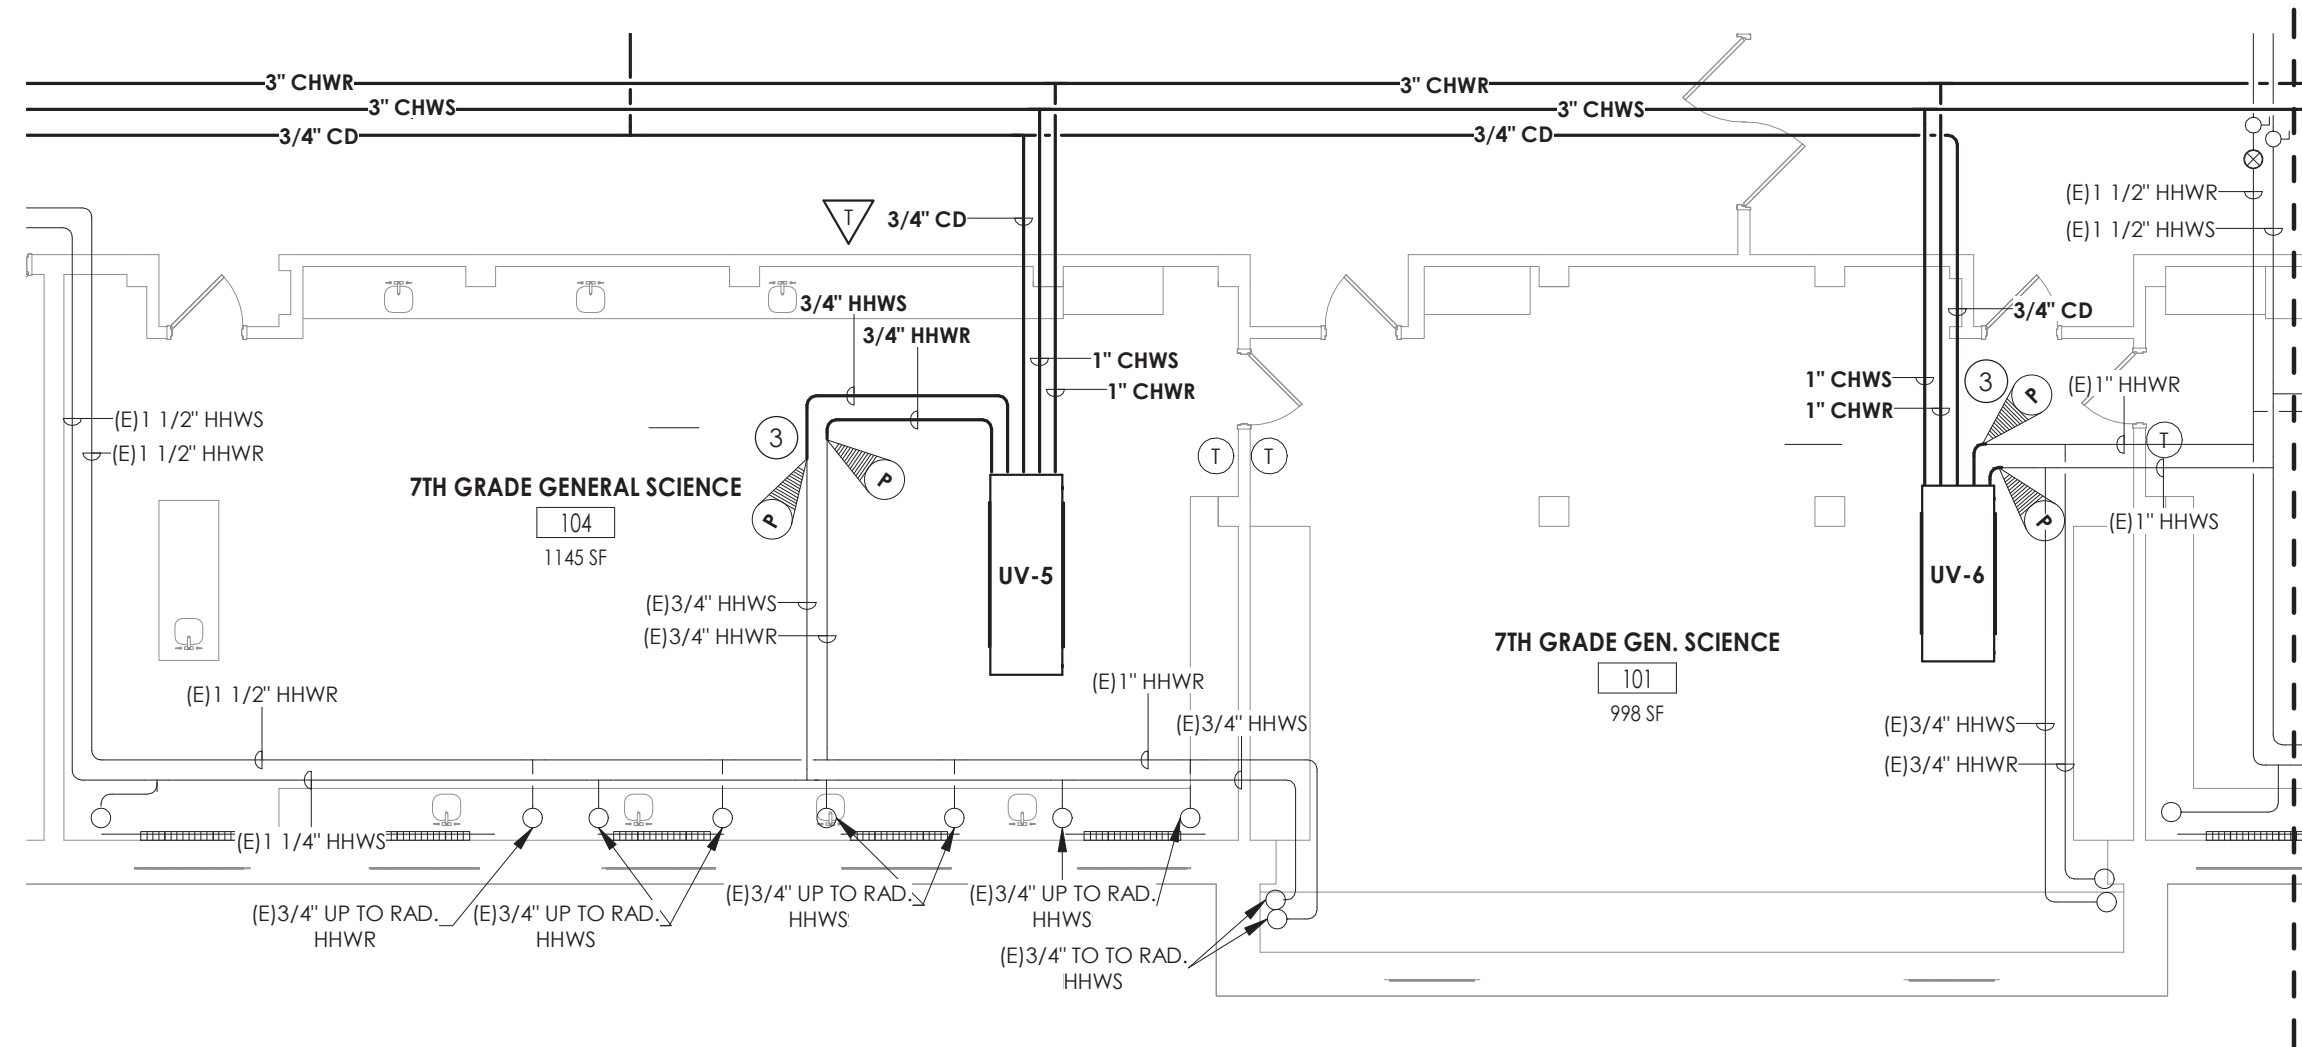 3" CHWR
3" CHWR
3" CHWS
3" CHWS
3/4" CD
3/4" CD
(E)1 1/2" HHWR
T
3/4" CD
(E)1 1/2" HHWS
3/4" HHWS
3/4" CD
3/4" HHWR
1" CHWS
1" CHWR
1" CHWS
1" CHWR
3
P
(E)1" HHWR
(E)1 1/2" HHWS
(E)1 1/2" HHWR
3
T
T
T
P
P
P
7TH GRADE GENERAL SCIENCE
104
1145 SF
(E)1" HHWS
UV-5
UV-6
(E)3/4" HHWS
(E)3/4" HHWR
7TH GRADE GEN. SCIENCE
101
998 SF
(E)1 1/2" HHWR
(E)1" HHWR
(E)3/4" HHWS
(E)3/4" HHWS
(E)3/4" HHWR
(E)1 1/4" HHWS
(E)3/4" UP TO RAD.
HHWR
(E)3/4" UP TO RAD.
HHWS
(E)3/4" UP TO RAD.
HHWS
(E)3/4" UP TO RAD.
HHWS
(E)3/4" TO TO RAD.
HHWS